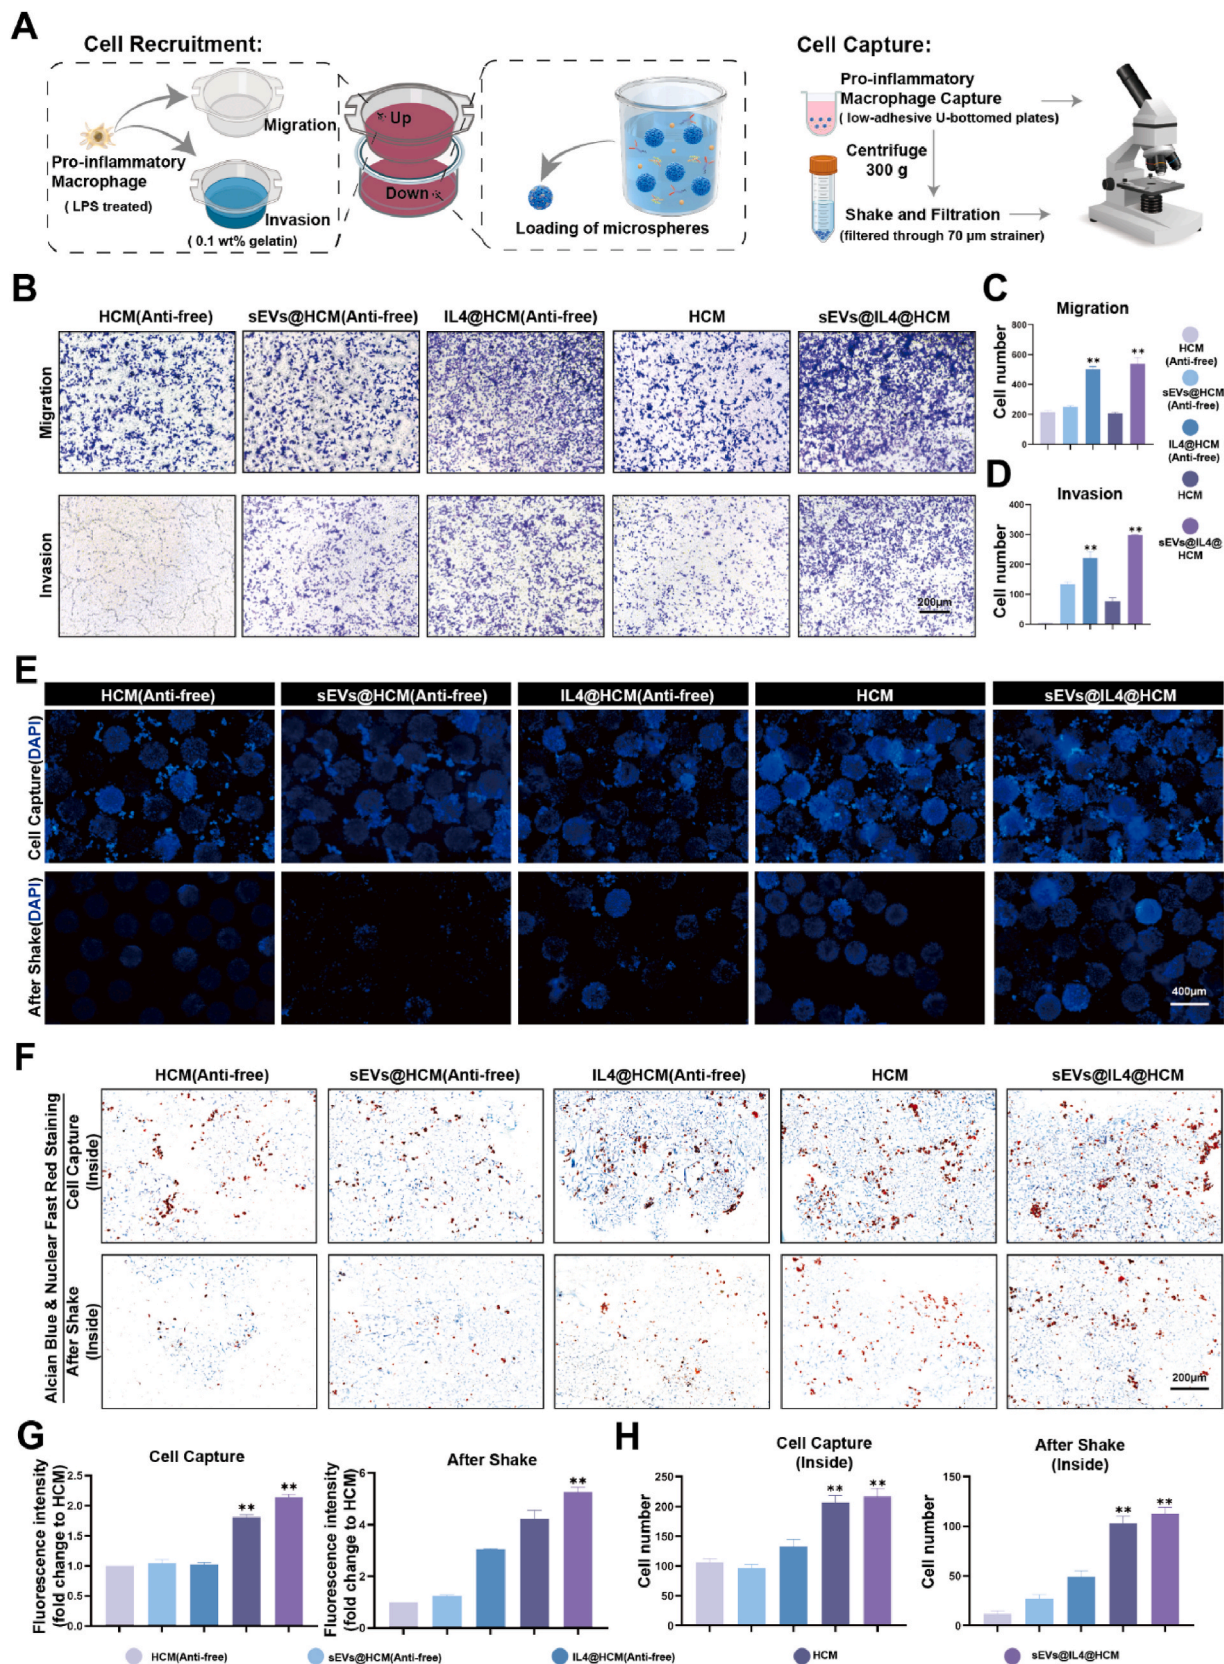 A
Cell Recruitment:
Migration
Pro-inflammatory
Macrophage
( LPS treated)
Invasion
( 0.1 wt% gelatin)
Up
Down
Loading of microspheres
Cell Capture:
Pro-inflammatory
Macrophage Capture
( low-adhesive U-bottomed plates)
Centrifuge
300 g
Shake and Filtration
(filtered through 70 μm strainer)
B
HCM(Anti-free)
sEVs@HCM(Anti-free)
IL4@HCM(Anti-free)
HCM
sEVs@IL4@HCM
Migration
Invasion
200μm
C
Migration
Cell number
800
600
400
200
0
**
**
HCM
(Anti-free)
sEVs@HCM
(Anti-free)
IL4@HCM
(Anti-free)
HCM
sEVs@IL4@
HCM
D
Invasion
Cell number
400
300
200
100
0
**
**
E
HCM(Anti-free)
sEVs@HCM(Anti-free)
IL4@HCM(Anti-free)
HCM
sEVs@IL4@HCM
Cell Capture(DAPI)
After Shake(DAPI)
400μm
F
HCM(Anti-free)
sEVs@HCM(Anti-free)
IL4@HCM(Anti-free)
HCM
sEVs@IL4@HCM
Alcian Blue & Nuclear Fast Red Staining
Cell Capture
(Inside)
After Shake
(Inside)
200μm
G
Cell Capture
Fluorescence intensity
(fold change to HCM)
2.5
2.0
1.5
1.0
0.5
0.0
**
**
After Shake
Fluorescence intensity
(fold change to HCM)
6
4
2
0
**
H
Cell Capture
(Inside)
Cell number
250
200
150
100
50
0
**
**
After Shake
(Inside)
Cell number
150
100
50
0
**
**
HCM(Anti-free)
sEVs@HCM(Anti-free)
IL4@HCM(Anti-free)
HCM
sEVs@IL4@HCM